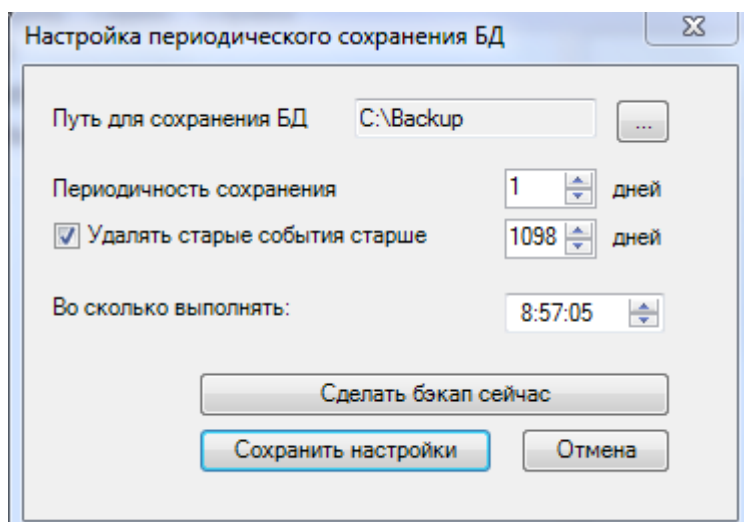 Настройка периодического сохранения БД
Путь для сохранения БД C:\Backup ...
Периодичность сохранения 1 дней
Удалять старые события старше 1098 дней
Во сколько выполнять: 8:57:05
Сделать бэкап сейчас
Сохранить настройки Отмена